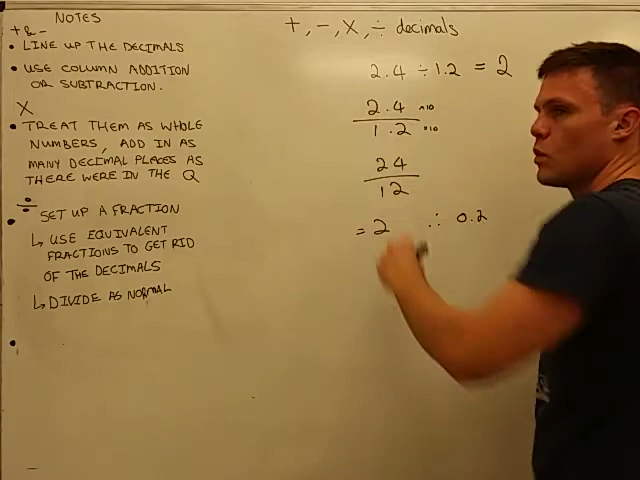 NOTES
+ & -
• LINE UP THE DECIMALS
• USE COLUMN ADDITION
OR SUBTRACTION.
X
• TREAT THEM AS WHOLE
NUMBERS, ADD IN AS
MANY DECIMAL PLACES AS
THERE WERE IN THE Q
÷
• SET UP A FRACTION
↳ USE EQUIVALENT
FRACTIONS TO GET RID
OF THE DECIMALS
↳ DIVIDE AS NORMAL
+, -, X, ÷ decimals
2.4 ÷ 1.2 = 2
2.4 ×10
1.2 ×10
24
12
= 2 ∴ 0.2